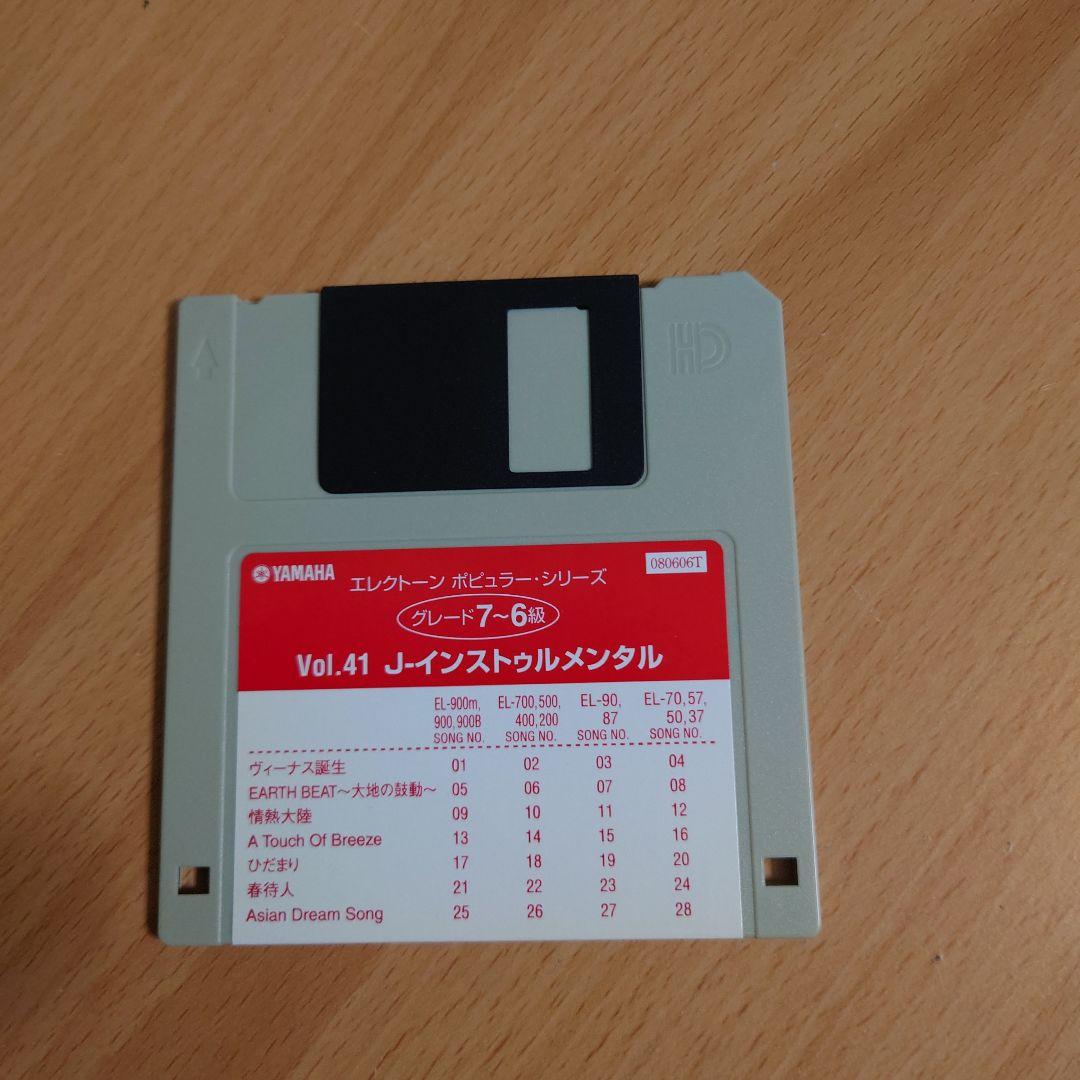 HD
YAMAHA
エレクトーン ポピュラー・シリーズ
080606T
グレード7〜6級
Vol.41 J-インストゥルメンタル
EL-900m, EL-700,500, EL-90, EL-70,57,
900,900B 400,200 87 50,37
SONG NO. SONG NO. SONG NO. SONG NO.
ヴィーナス誕生 01 02 03 04
EARTH BEAT〜大地の鼓動〜 05 06 07 08
情熱大陸 09 10 11 12
A Touch Of Breeze 13 14 15 16
ひだまり 17 18 19 20
春待人 21 22 23 24
Asian Dream Song 25 26 27 28